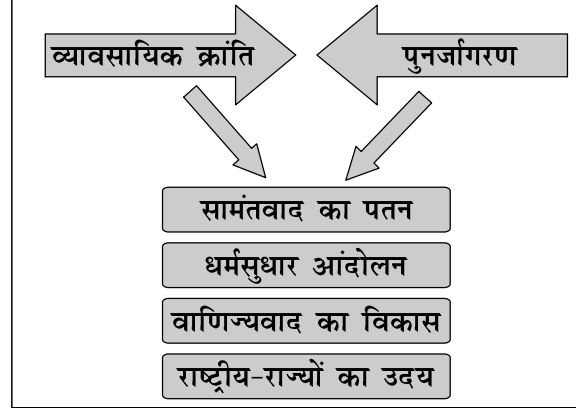 व्यावसायिक क्रांति
पुनर्जागरण
सामंतवाद का पतन
धर्मसुधार आंदोलन
वाणिज्यवाद का विकास
राष्ट्रीय-राज्यों का उदय